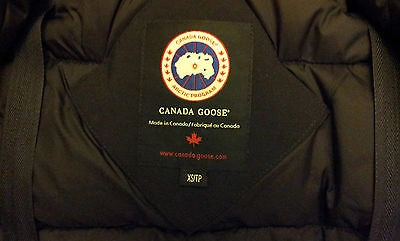 CANADA GOOSE
ARCTIC PROGRAM
CANADA GOOSE®
Made in Canada/Fabriqué au Canada
www.canada-goose.com
XS/TP